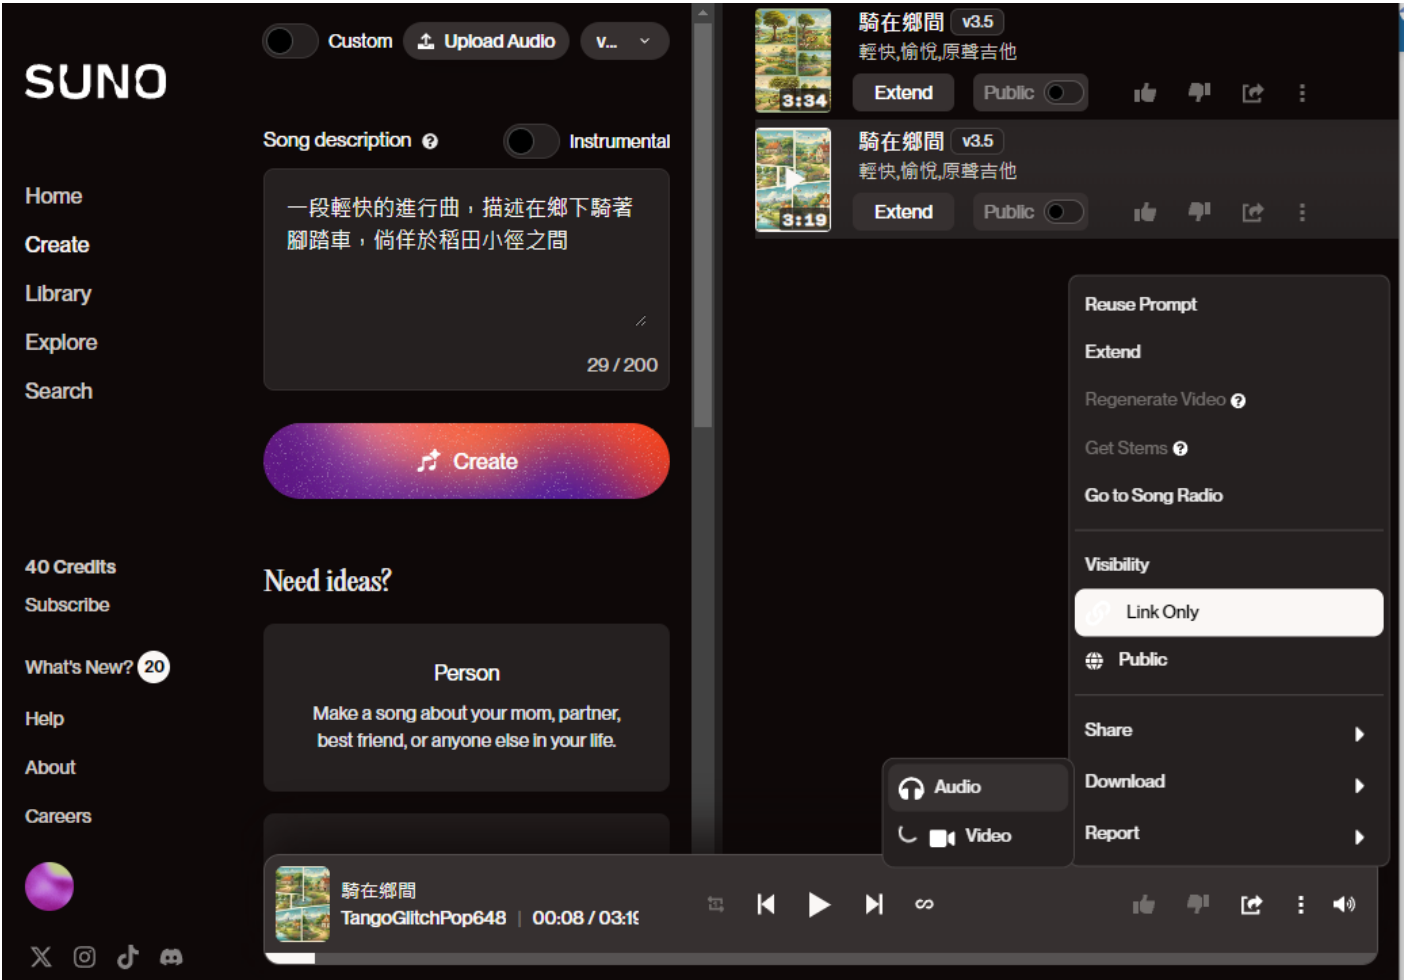 SUNO
Home
Create
Library
Explore
Search
40 Credits
Subscribe
What's New? 20
Help
About
Careers
Custom
Upload Audio
v...
Song description
Instrumental
一段輕快的進行曲，描述在鄉下騎著
腳踏車，倘佯於稻田小徑之間
29 / 200
Create
Need ideas?
Person
Make a song about your mom, partner,
best friend, or anyone else in your life.
騎在鄉間 v3.5
輕快,愉悅,原聲吉他
3:34
Extend
Public
騎在鄉間 v3.5
輕快,愉悅,原聲吉他
3:19
Extend
Public
Reuse Prompt
Extend
Regenerate Video
Get Stems
Go to Song Radio
Visibility
Link Only
Public
Share
Download
Report
Audio
Video
騎在鄉間
TangoGlitchPop648 | 00:08 / 03:19